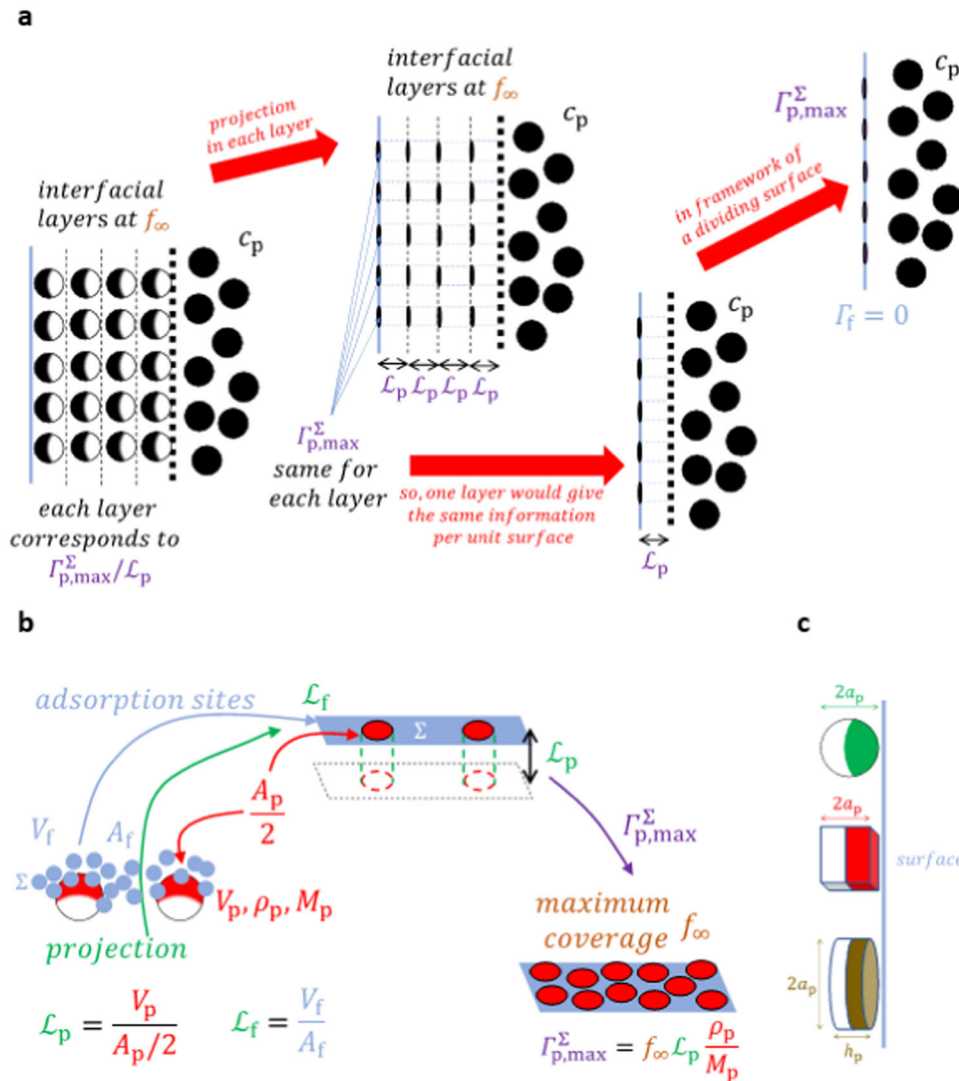 a
interfacial
layers at f∞
c_p
each layer
corresponds to
Γ^Σ_p,max/ℒ_p
projection
in each layer
interfacial
layers at f∞
c_p
ℒ_p ℒ_p ℒ_p ℒ_p
Γ^Σ_p,max
same for
each layer
so, one layer would give
the same information
per unit surface
c_p
ℒ_p
in framework of
a dividing surface
Γ^Σ_p,max
c_p
Γ_f = 0
b
adsorption sites
ℒ_f
Σ
ℒ_p
A_p/2
V_f
A_f
Σ
V_p, ρ_p, M_p
projection
Γ^Σ_p,max
maximum
coverage f∞
ℒ_p = V_p/(A_p/2)
ℒ_f = V_f/A_f
Γ^Σ_p,max = f∞ ℒ_p ρ_p/M_p
c
2a_p
2a_p
surface
2a_p
h_p